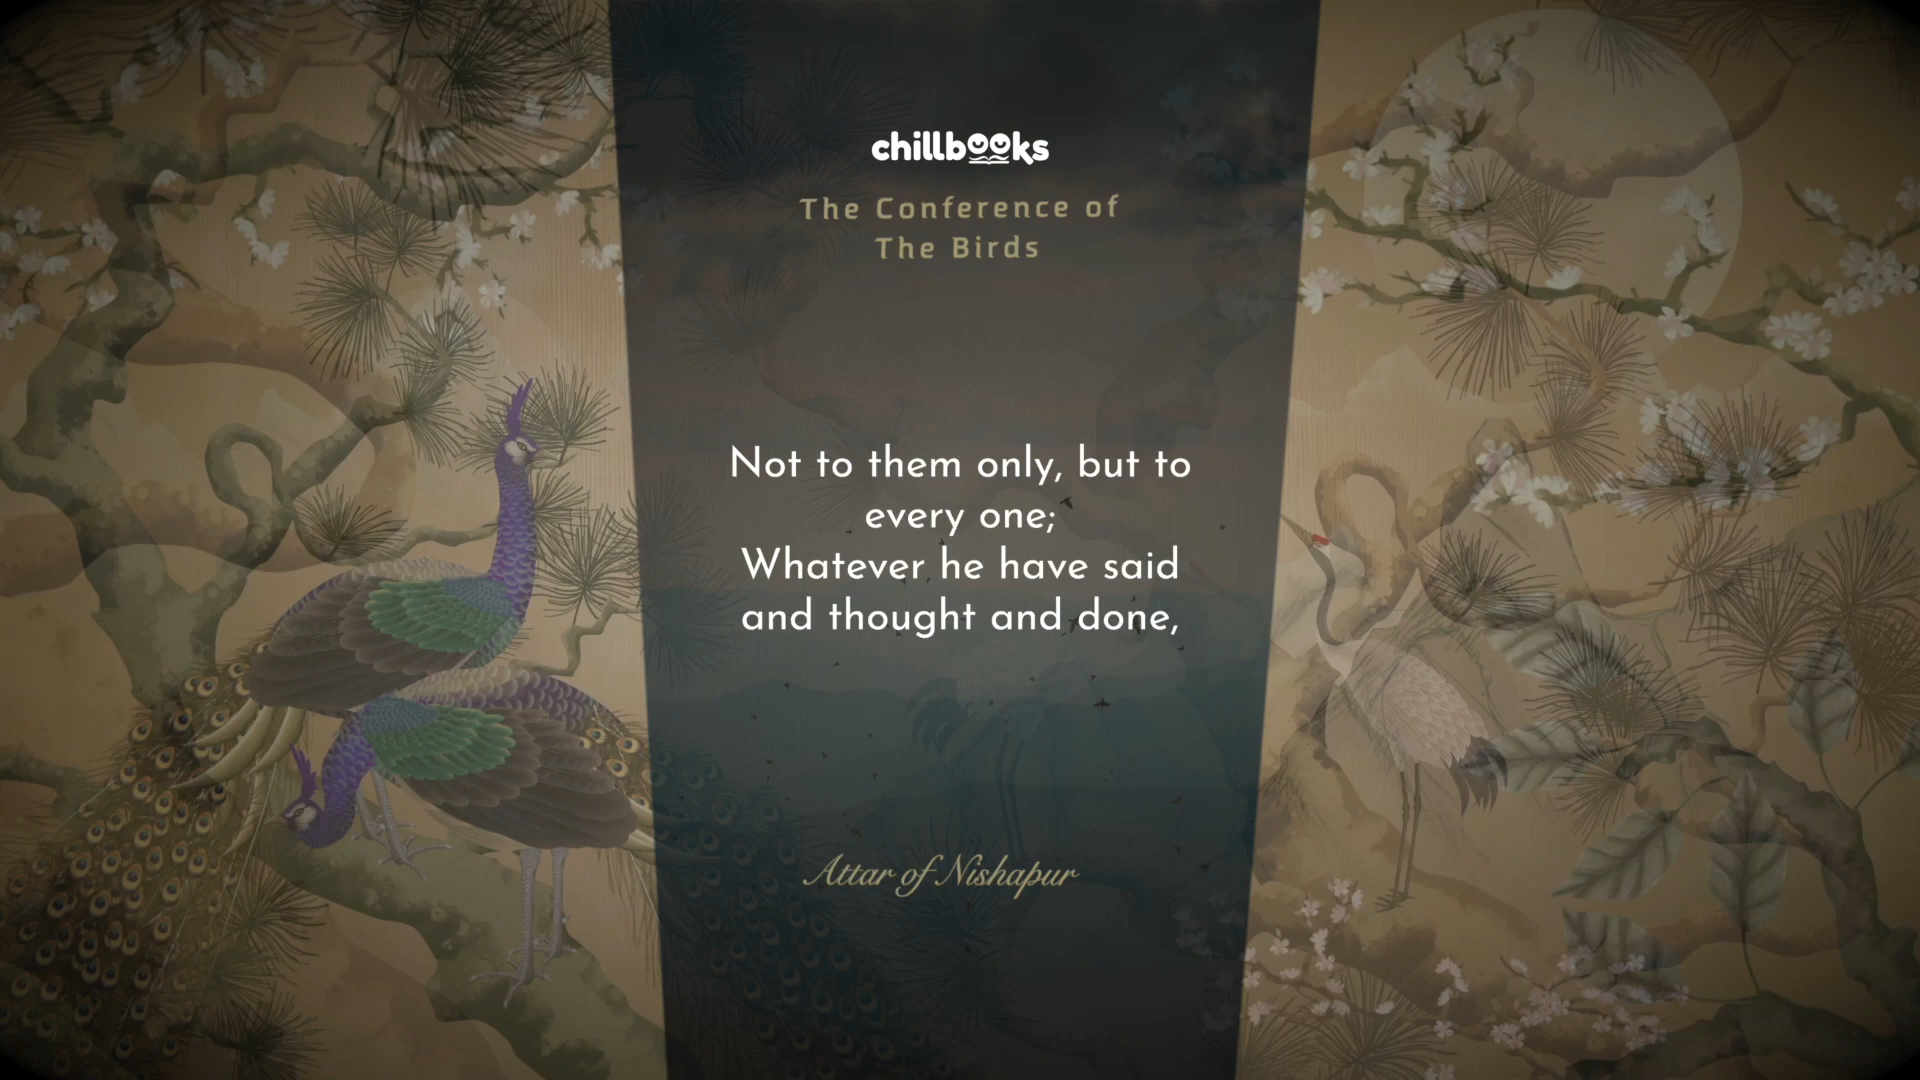 chillbooks
The Conference of
The Birds
Not to them only, but to
every one;
Whatever he have said
and thought and done,
Attar of Nishapur